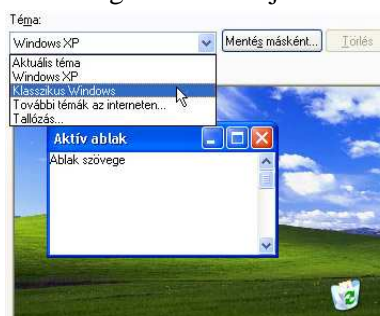 Téma:
Windows XP
Mentés másként...
Törlés
Aktuális téma
Windows XP
Klasszikus Windows
További témák az interneten...
Tallózás...
Aktív ablak
Ablak szövege